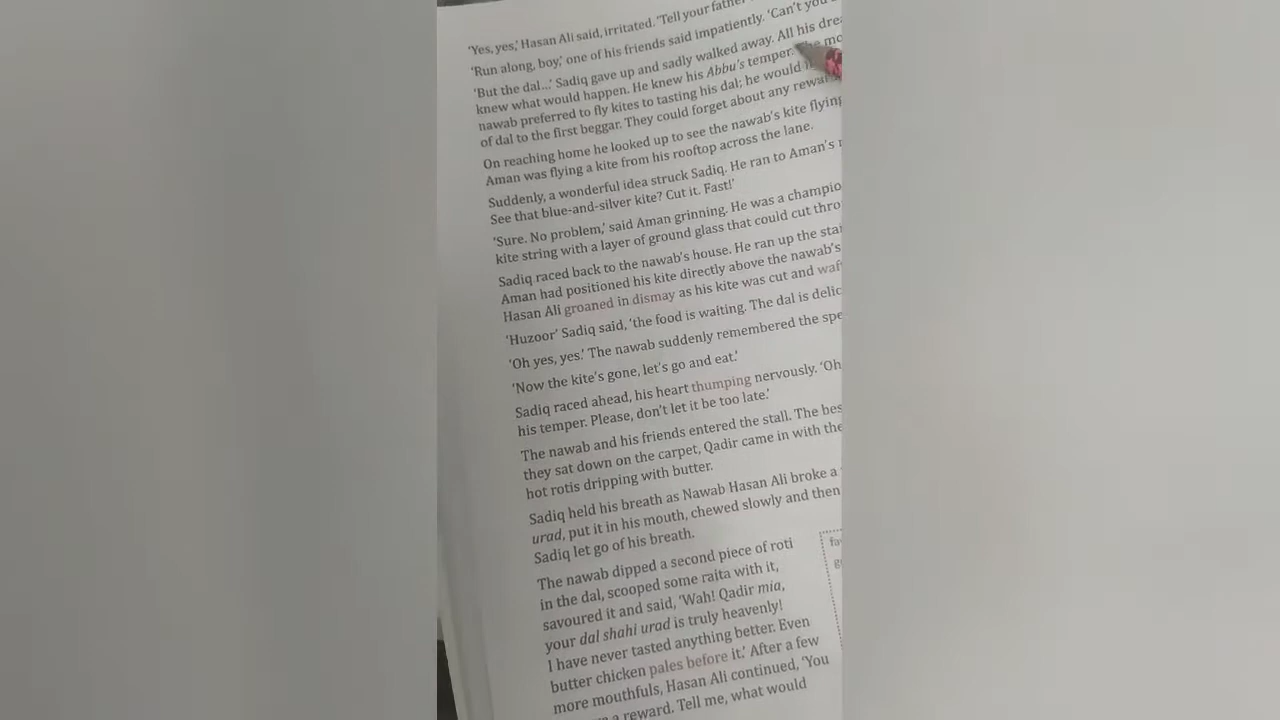 'Yes, yes,' Hasan Ali said, irritated. 'Tell your father
'Run along, boy,' one of his friends said impatiently. 'Can't you
'But the dal...' Sadiq gave up and sadly walked away. All his
knew what would happen. He knew his Abbu's temper. The
nawab preferred to fly kites to tasting his dal; he would
of dal to the first beggar. They could forget about any
On reaching home he looked up to see the nawab's kite flying
Aman was flying a kite from his rooftop across the lane.
Suddenly, a wonderful idea struck Sadiq. He ran to Aman's
See that blue-and-silver kite? Cut it. Fast!'
'Sure. No problem,' said Aman grinning. He was a
kite string with a layer of ground glass that could cut
Sadiq raced back to the nawab's house. He ran up the
Aman had positioned his kite directly above the nawab's
Hasan Ali groaned in dismay as his kite was cut and
'Huzoor' Sadiq said, 'the food is waiting. The dal is
'Oh yes, yes.' The nawab suddenly remembered the
'Now the kite's gone, let's go and eat.'
Sadiq raced ahead, his heart thumping nervously. 'Oh
his temper. Please, don't let it be too late.'
The nawab and his friends entered the stall. The
they sat down on the carpet, Qadir came in with the
hot rotis dripping with butter.
Sadiq held his breath as Nawab Hasan Ali broke a
urad, put it in his mouth, chewed slowly and then
Sadiq let go of his breath.
The nawab dipped a second piece of roti
in the dal, scooped some raita with it,
savoured it and said, 'Wah! Qadir mia,
your dal shahi urad is truly heavenly!
I have never tasted anything better. Even
butter chicken pales before it.' After a few
more mouthfuls, Hasan Ali continued, 'You
a reward. Tell me, what would